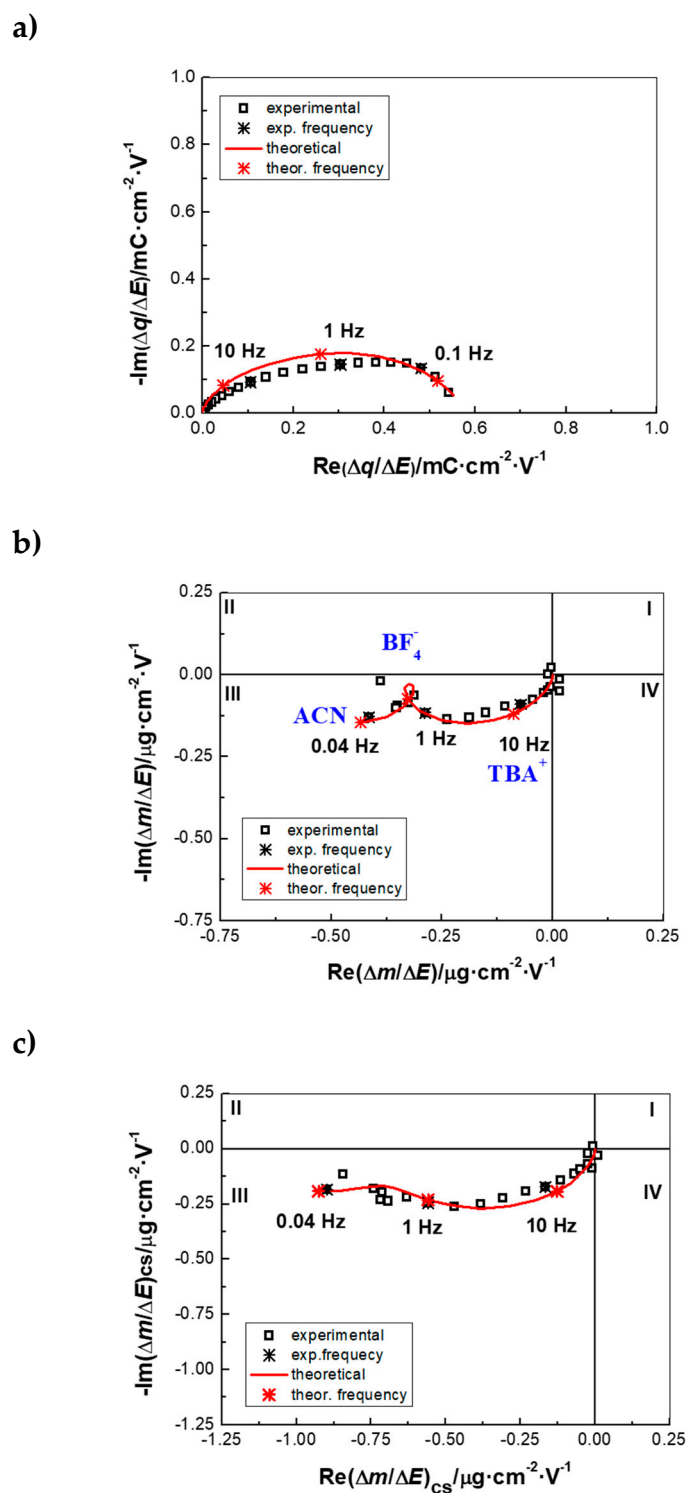 a)
1.0
0.8
0.6
0.4
0.2
0.0
-Im(Δq/ΔE)/mC·cm⁻²·V⁻¹
experimental
exp. frequency
theoretical
theor. frequency
10 Hz
1 Hz
0.1 Hz
0.0 0.2 0.4 0.6 0.8 1.0
Re(Δq/ΔE)/mC·cm⁻²·V⁻¹
b)
0.25
0.00
-0.25
-0.50
-0.75
-Im(Δm/ΔE)/μg·cm⁻²·V⁻¹
II
I
III
IV
BF₄⁻
ACN
0.04 Hz
1 Hz
10 Hz
TBA⁺
experimental
exp. frequency
theoretical
theor. frequency
-0.75 -0.50 -0.25 0.00 0.25
Re(Δm/ΔE)/μg·cm⁻²·V⁻¹
c)
0.25
0.00
-0.25
-0.50
-0.75
-1.00
-1.25
-Im(Δm/ΔE)cs/μg·cm⁻²·V⁻¹
II
I
III
IV
0.04 Hz
1 Hz
10 Hz
experimental
exp.frequecy
theoretical
theor. frequency
-1.25 -1.00 -0.75 -0.50 -0.25 0.00 0.25
Re(Δm/ΔE)cs/μg·cm⁻²·V⁻¹